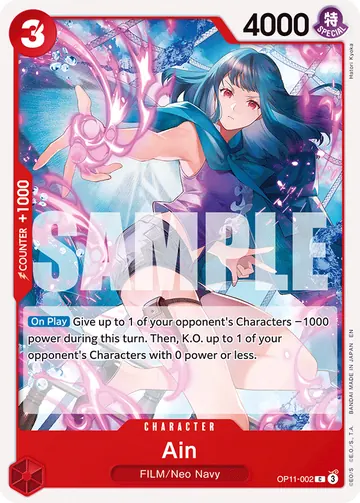 3
4000
特
SPECIAL
Hatori Kyoka
COUNTER +1000
SAMPLE
On Play Give up to 1 of your opponent's Characters −1000
power during this turn. Then, K.O. up to 1 of your
opponent's Characters with 0 power or less.
©E.O/S. ©E.O./S., T.A. BANDAI MADE IN JAPAN EN
CHARACTER
Ain
FILM/Neo Navy
OP11-002 C 3